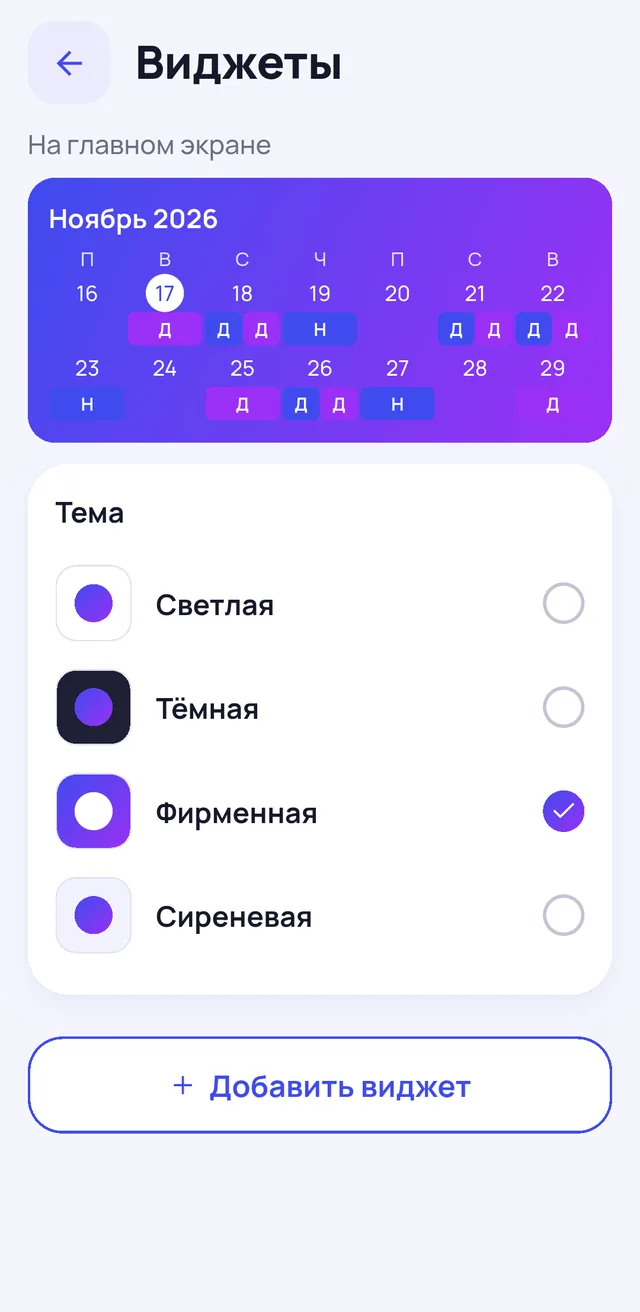 Виджеты
На главном экране
Ноябрь 2026
П В С Ч П С В
16 17 18 19 20 21 22
Д Д Д Н Д Д Д Д
23 24 25 26 27 28 29
Н Д Д Д Н Д
Тема
Светлая
Тёмная
Фирменная
Сиреневая
+ Добавить виджет